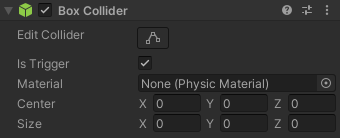 Box Collider
Edit Collider
Is Trigger
Material None (Physic Material)
Center X 0 Y 0 Z 0
Size X 0 Y 0 Z 0